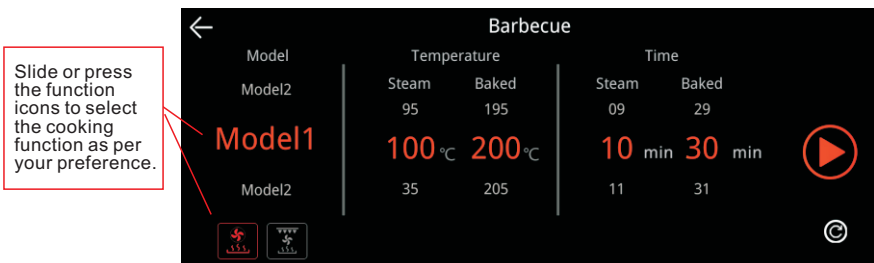 Barbecue
Slide or press
the function
icons to select
the cooking
function as per
your preference.
Model Temperature Time
Model2 Steam Baked Steam Baked
95 195 09 29
Model1 100 °C 200 °C 10 min 30 min
Model2 35 205 11 31